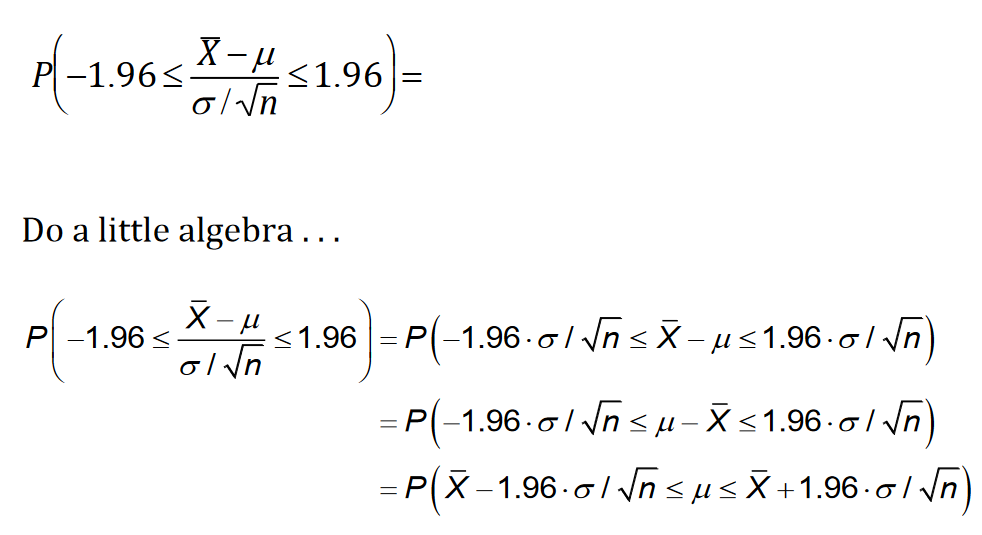 P(−1.96 ≤ (X̄ − μ)/(σ/√n) ≤ 1.96) =
Do a little algebra . . .
P(−1.96 ≤ (X̄ − μ)/(σ/√n) ≤ 1.96) = P(−1.96 · σ/√n ≤ X̄ − μ ≤ 1.96 · σ/√n)
= P(−1.96 · σ/√n ≤ μ − X̄ ≤ 1.96 · σ/√n)
= P(X̄ − 1.96 · σ/√n ≤ μ ≤ X̄ + 1.96 · σ/√n)